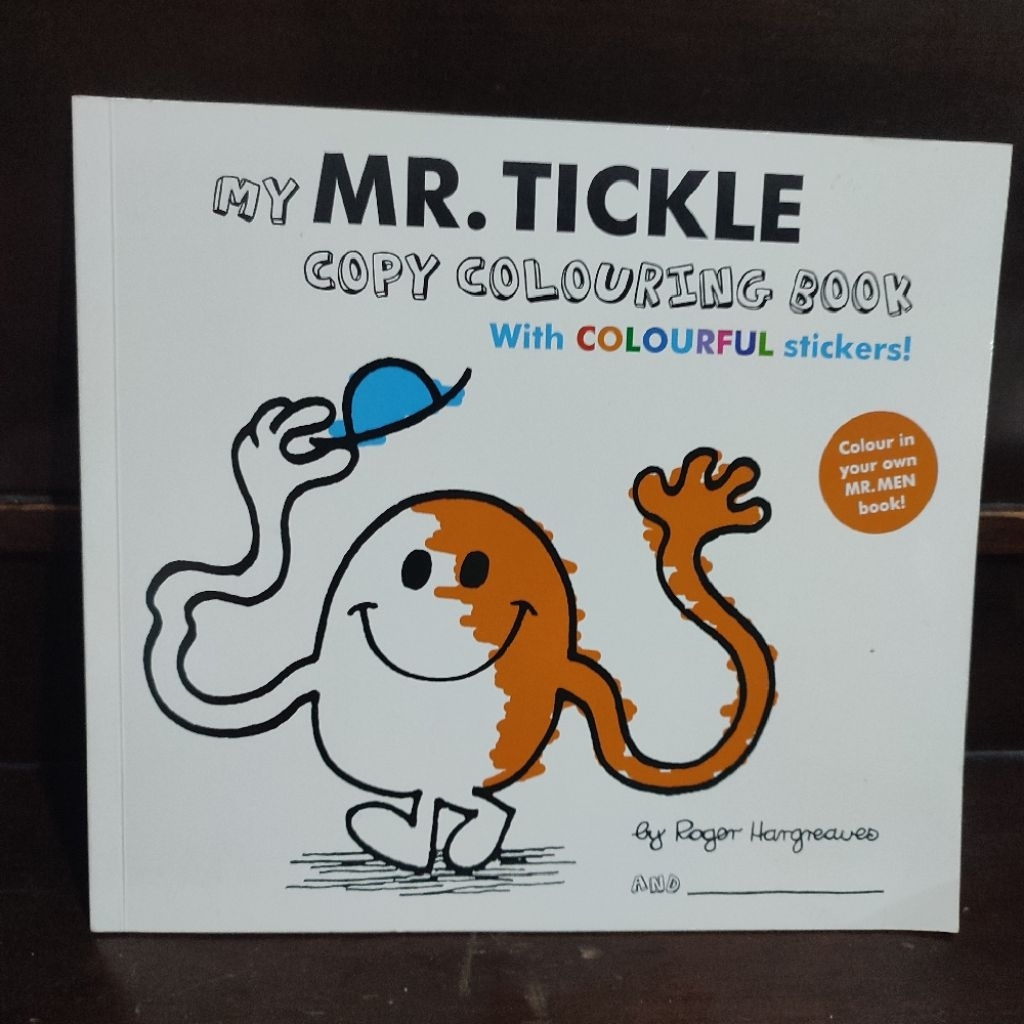 MY MR. TICKLE
COPY COLOURING BOOK
With COLOURFUL stickers!
Colour in
your own
MR. MEN
book!
by Roger Hargreaves
AND